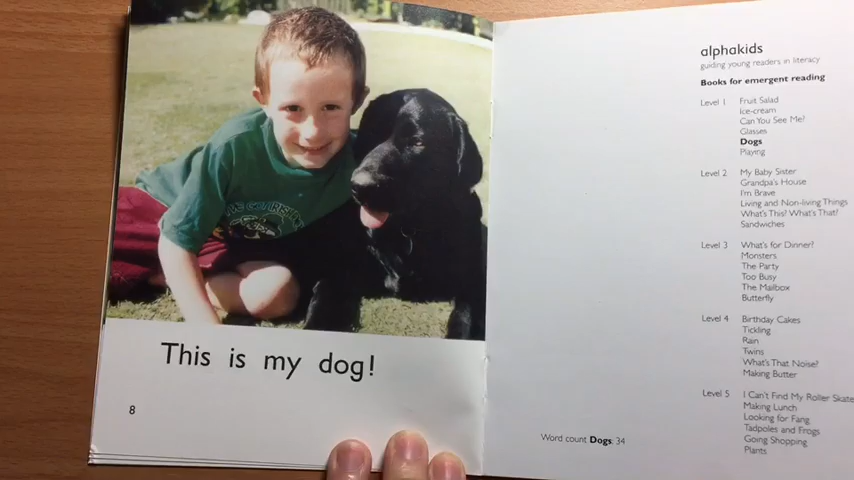 This is my dog!
8
alphakids
guiding young readers in literacy
Books for emergent reading
Level 1 Fruit Salad
Ice-cream
Can You See Me?
Glasses
Dogs
Playing
Level 2 My Baby Sister
Grandpa's House
I'm Brave
Living and Non-living Things
What's This? What's That?
Sandwiches
Level 3 What's for Dinner?
Monsters
The Party
Too Busy
The Mailbox
Butterfly
Level 4 Birthday Cakes
Tickling
Rain
Twins
What's That Noise?
Making Butter
Level 5 I Can't Find My Roller Skate
Making Lunch
Looking for Fang
Tadpoles and Frogs
Going Shopping
Plants
Word count Dogs: 34